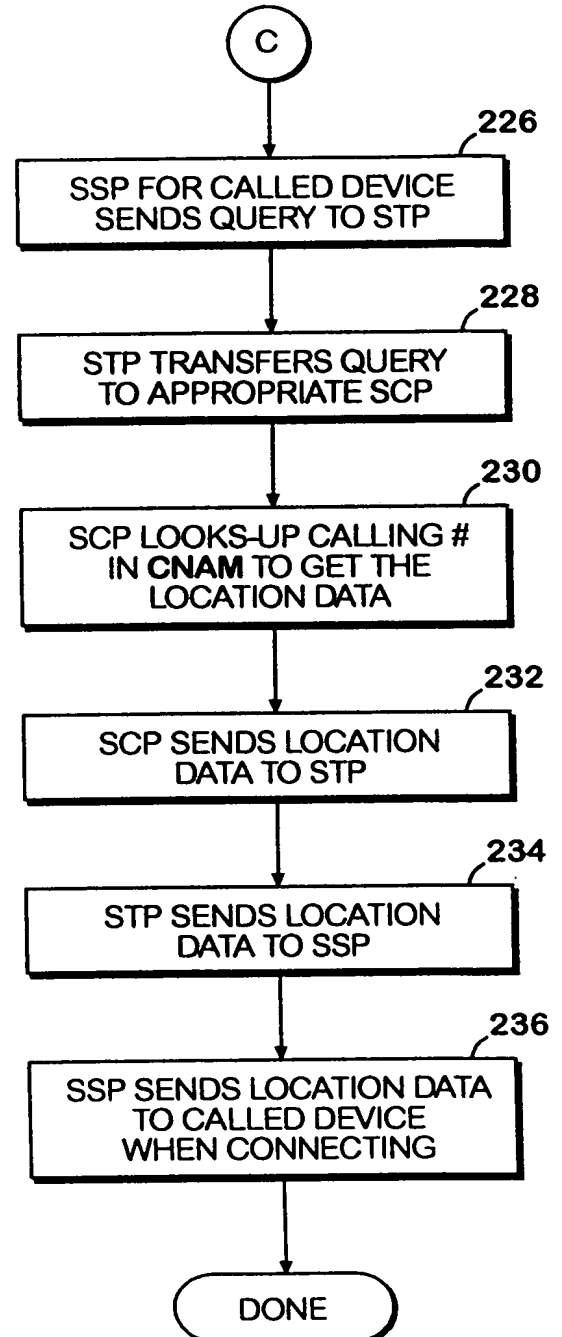 C
226
SSP FOR CALLED DEVICE
SENDS QUERY TO STP
228
STP TRANSFERS QUERY
TO APPROPRIATE SCP
230
SCP LOOKS-UP CALLING #
IN CNAM TO GET THE
LOCATION DATA
232
SCP SENDS LOCATION
DATA TO STP
234
STP SENDS LOCATION
DATA TO SSP
236
SSP SENDS LOCATION DATA
TO CALLED DEVICE
WHEN CONNECTING
DONE